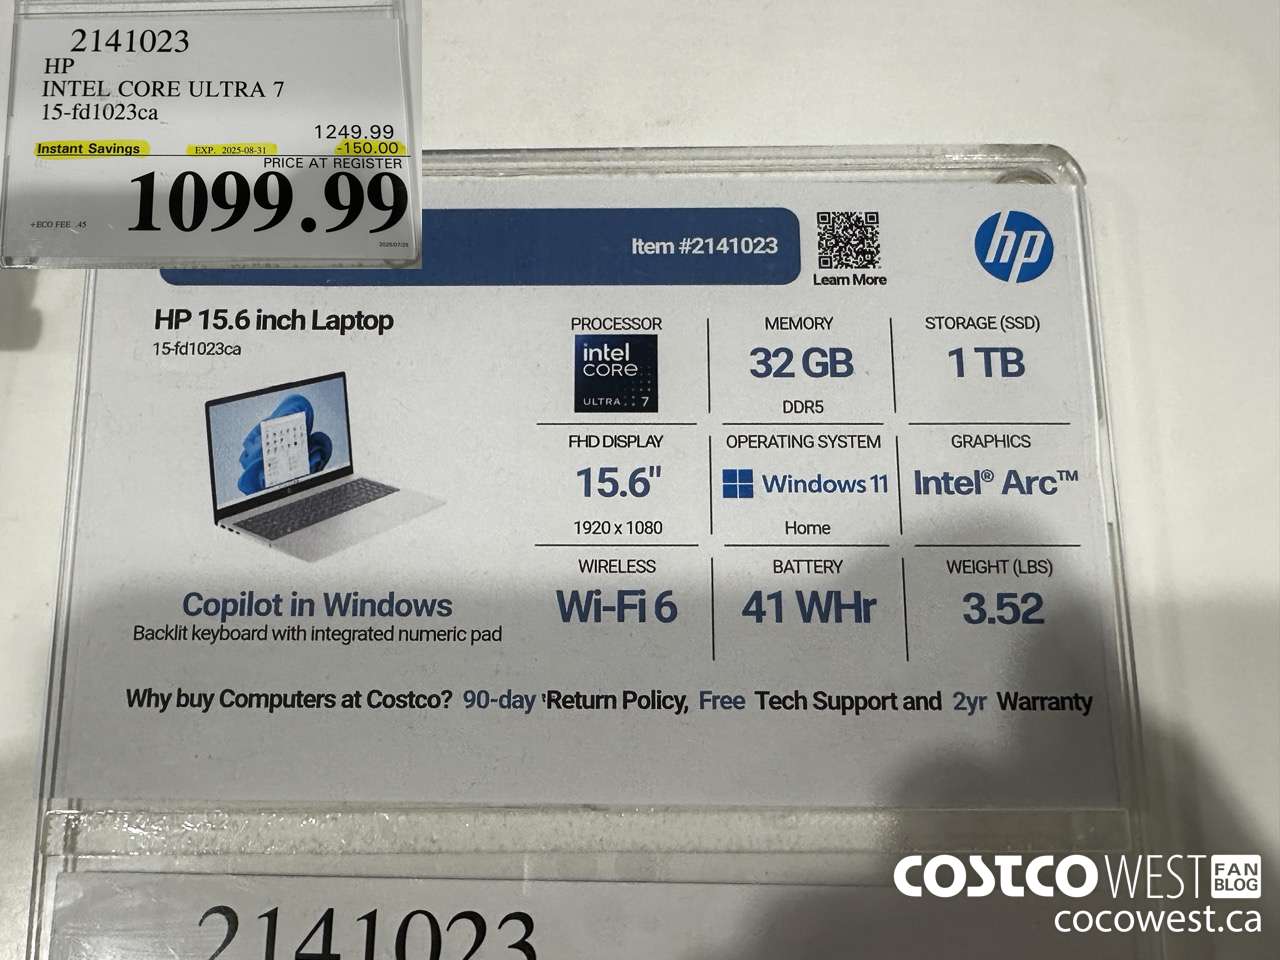 2141023
HP
INTEL CORE ULTRA 7
15-fd1023ca
1249.99
Instant Savings EXP. 2025-08-31 -150.00
PRICE AT REGISTER
1099.99
+ECO FEE .45
Item #2141023
Learn More
hp
HP 15.6 inch Laptop
15-fd1023ca
PROCESSOR
intel
CORE
ULTRA 7
MEMORY
32 GB
DDR5
STORAGE (SSD)
1 TB
FHD DISPLAY
15.6"
1920 x 1080
OPERATING SYSTEM
Windows 11
Home
GRAPHICS
Intel® Arc™
WIRELESS
Wi-Fi 6
BATTERY
41 WHr
WEIGHT (LBS)
3.52
Copilot in Windows
Backlit keyboard with integrated numeric pad
Why buy Computers at Costco? 90-day Return Policy, Free Tech Support and 2yr Warranty
2141023
COSTCO WEST FAN BLOG
cocowest.ca